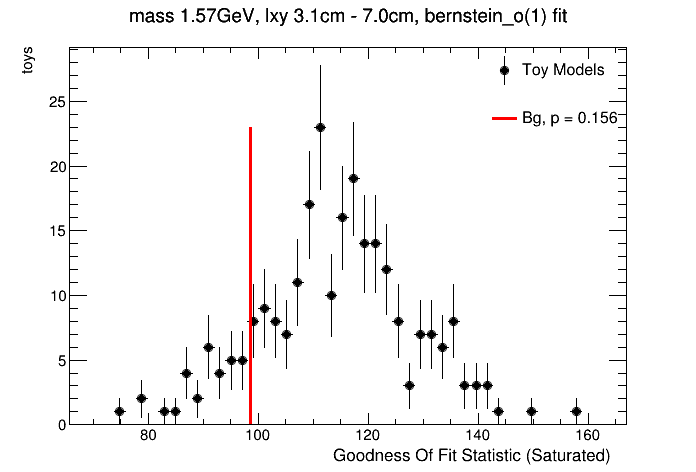 mass 1.57GeV, lxy 3.1cm - 7.0cm, bernstein_o(1) fit
toys
Toy Models
Bg, p = 0.156
25
20
15
10
5
0
80 100 120 140 160
Goodness Of Fit Statistic (Saturated)